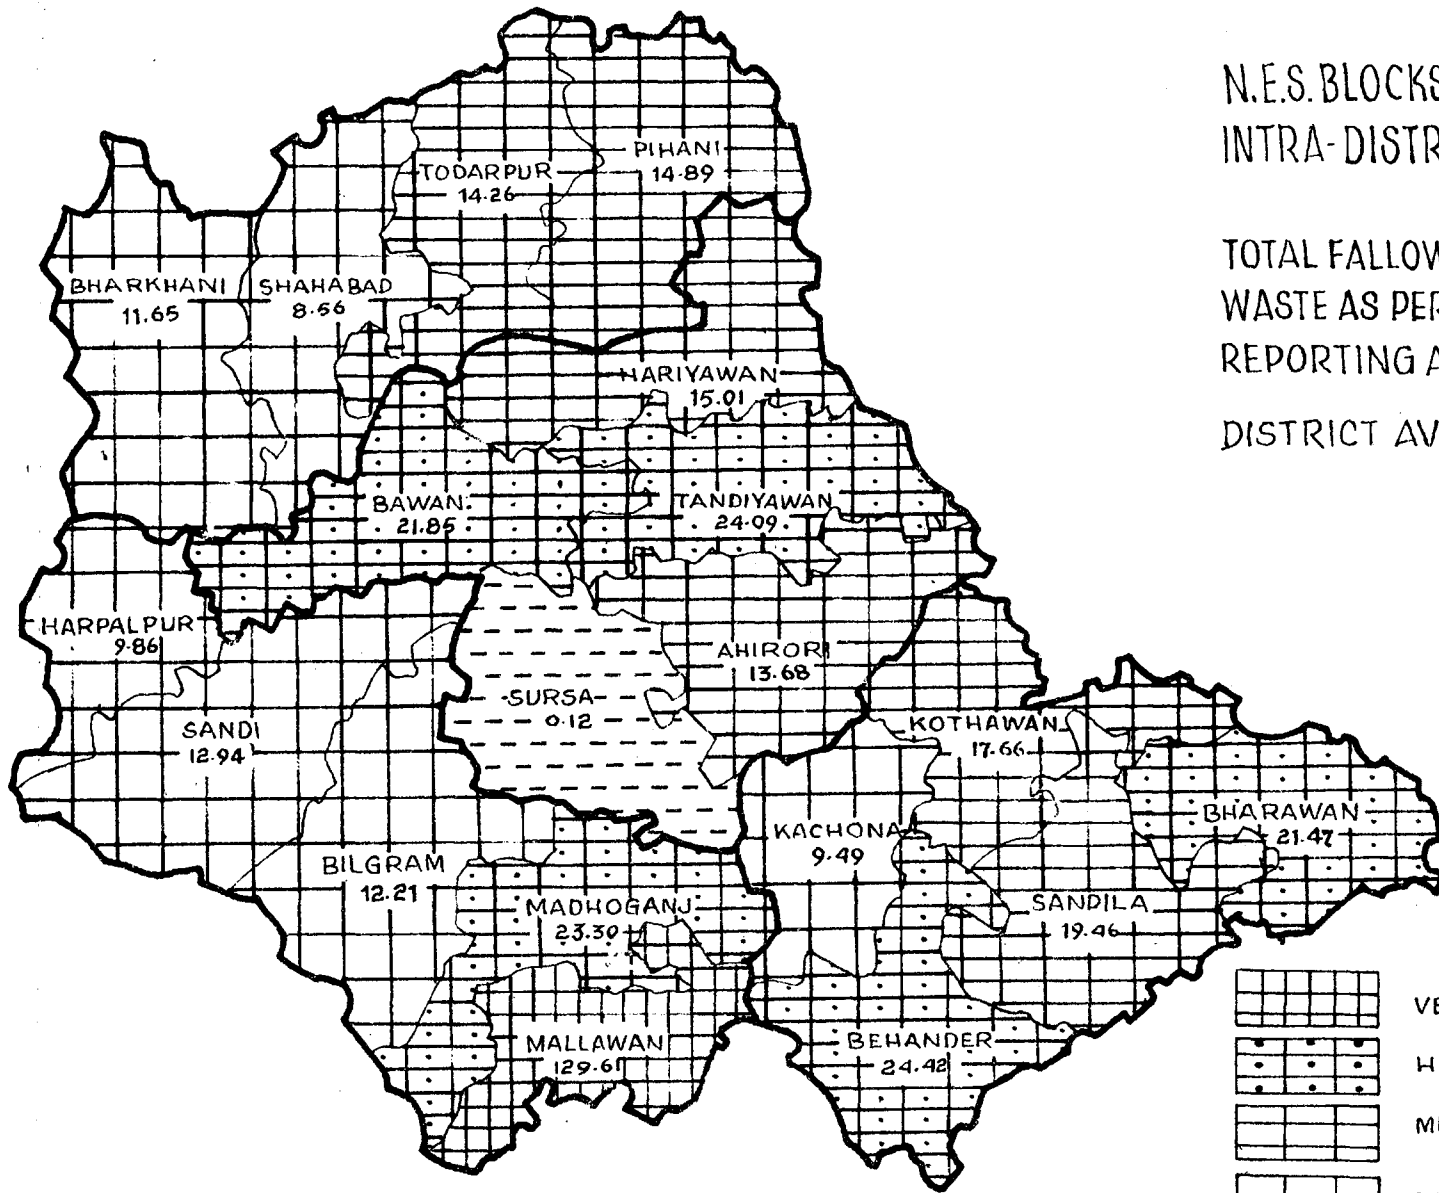 N.E.S. BLOCKS
INTRA-DISTR
TOTAL FALLOW
WASTE AS PER
REPORTING A
DISTRICT AV
PIHANI
14.89
TODARPUR
14.26
BHARKHANI
11.65
SHAHABAD
8.56
HARIYAWAN
15.01
BAWAN
21.85
TANDIYAWAN
24.09
HARPALPUR
9.86
AHIRORI
13.68
SURSA
0.12
SANDI
12.94
KOTHAWAN
17.66
BHARAWAN
21.47
KACHONA
9.49
BILGRAM
12.21
MADHOGANJ
23.30
SANDILA
19.46
MALLAWAN
129.61
BEHANDER
24.42
VE
H